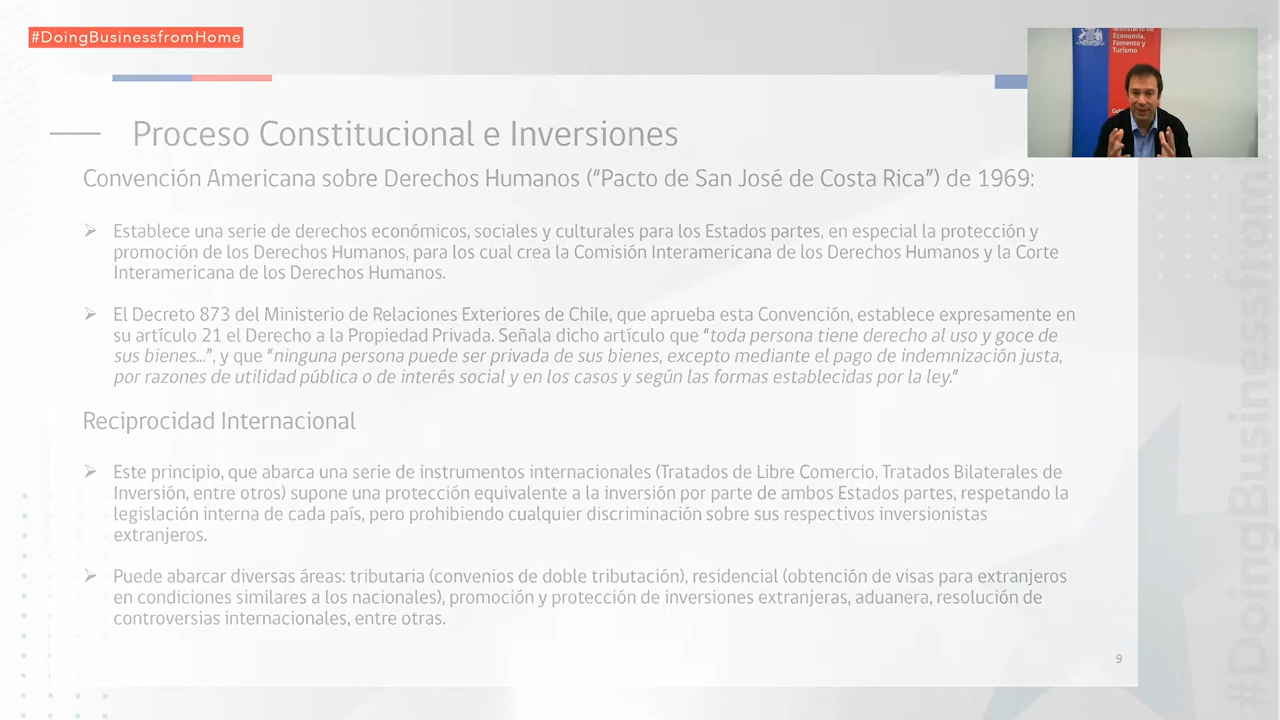 #DoingBusinessfromHome
Ministerio de
Economía,
Fomento y
Turismo
Proceso Constitucional e Inversiones
Convención Americana sobre Derechos Humanos (“Pacto de San José de Costa Rica”) de 1969:
Establece una serie de derechos económicos, sociales y culturales para los Estados partes, en especial la protección y
promoción de los Derechos Humanos, para los cual crea la Comisión Interamericana de los Derechos Humanos y la Corte
Interamericana de los Derechos Humanos.
El Decreto 873 del Ministerio de Relaciones Exteriores de Chile, que aprueba esta Convención, establece expresamente en
su artículo 21 el Derecho a la Propiedad Privada. Señala dicho artículo que “toda persona tiene derecho al uso y goce de
sus bienes...”, y que “ninguna persona puede ser privada de sus bienes, excepto mediante el pago de indemnización justa,
por razones de utilidad pública o de interés social y en los casos y según las formas establecidas por la ley.”
Reciprocidad Internacional
Este principio, que abarca una serie de instrumentos internacionales (Tratados de Libre Comercio, Tratados Bilaterales de
Inversión, entre otros) supone una protección equivalente a la inversión por parte de ambos Estados partes, respetando la
legislación interna de cada país, pero prohibiendo cualquier discriminación sobre sus respectivos inversionistas
extranjeros.
Puede abarcar diversas áreas: tributaria (convenios de doble tributación), residencial (obtención de visas para extranjeros
en condiciones similares a los nacionales), promoción y protección de inversiones extranjeras, aduanera, resolución de
controversias internacionales, entre otras.
9
#DoingBusinessfrom